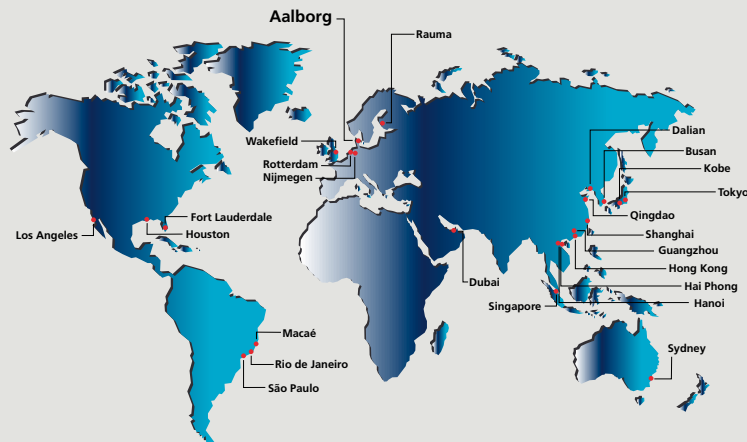 Aalborg
Rauma
Wakefield
Rotterdam
Nijmegen
Dalian
Busan
Kobe
Tokyo
Qingdao
Shanghai
Guangzhou
Hong Kong
Hai Phong
Hanoi
Singapore
Dubai
Fort Lauderdale
Houston
Los Angeles
Macaé
Rio de Janeiro
São Paulo
Sydney